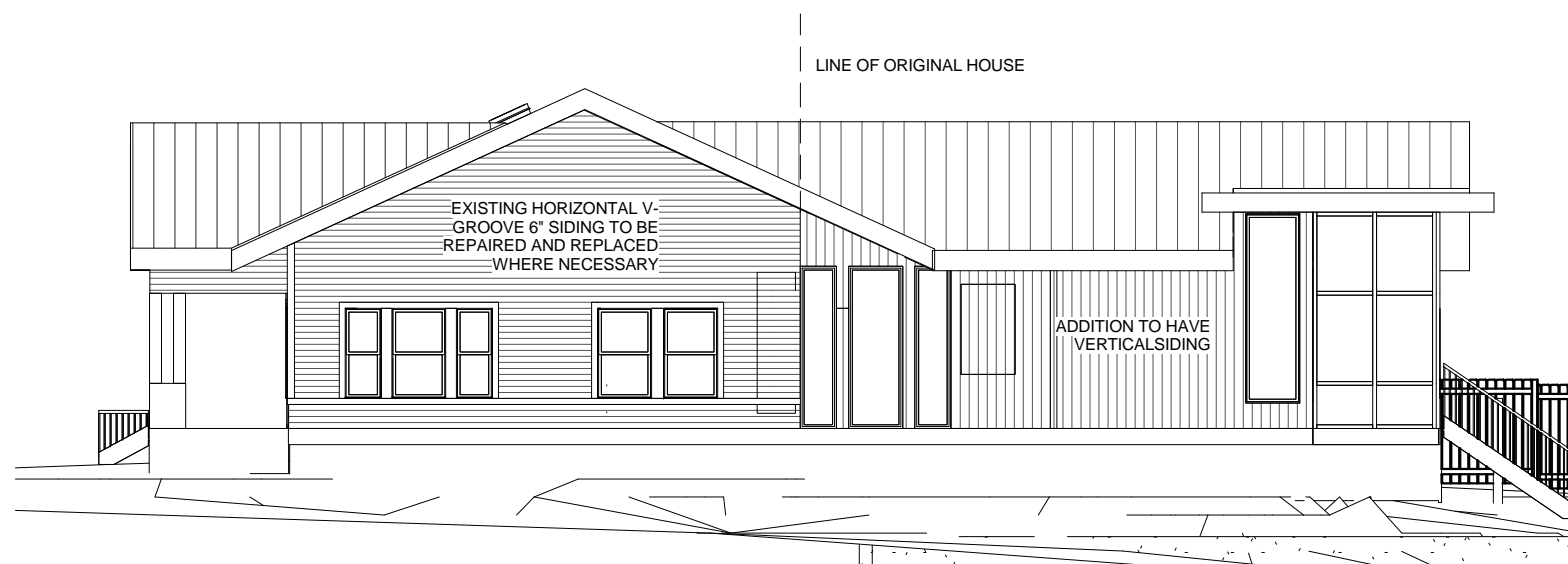 LINE OF ORIGINAL HOUSE
EXISTING HORIZONTAL V-
GROOVE 6" SIDING TO BE
REPAIRED AND REPLACED
WHERE NECESSARY
ADDITION TO HAVE
VERTICALSIDING